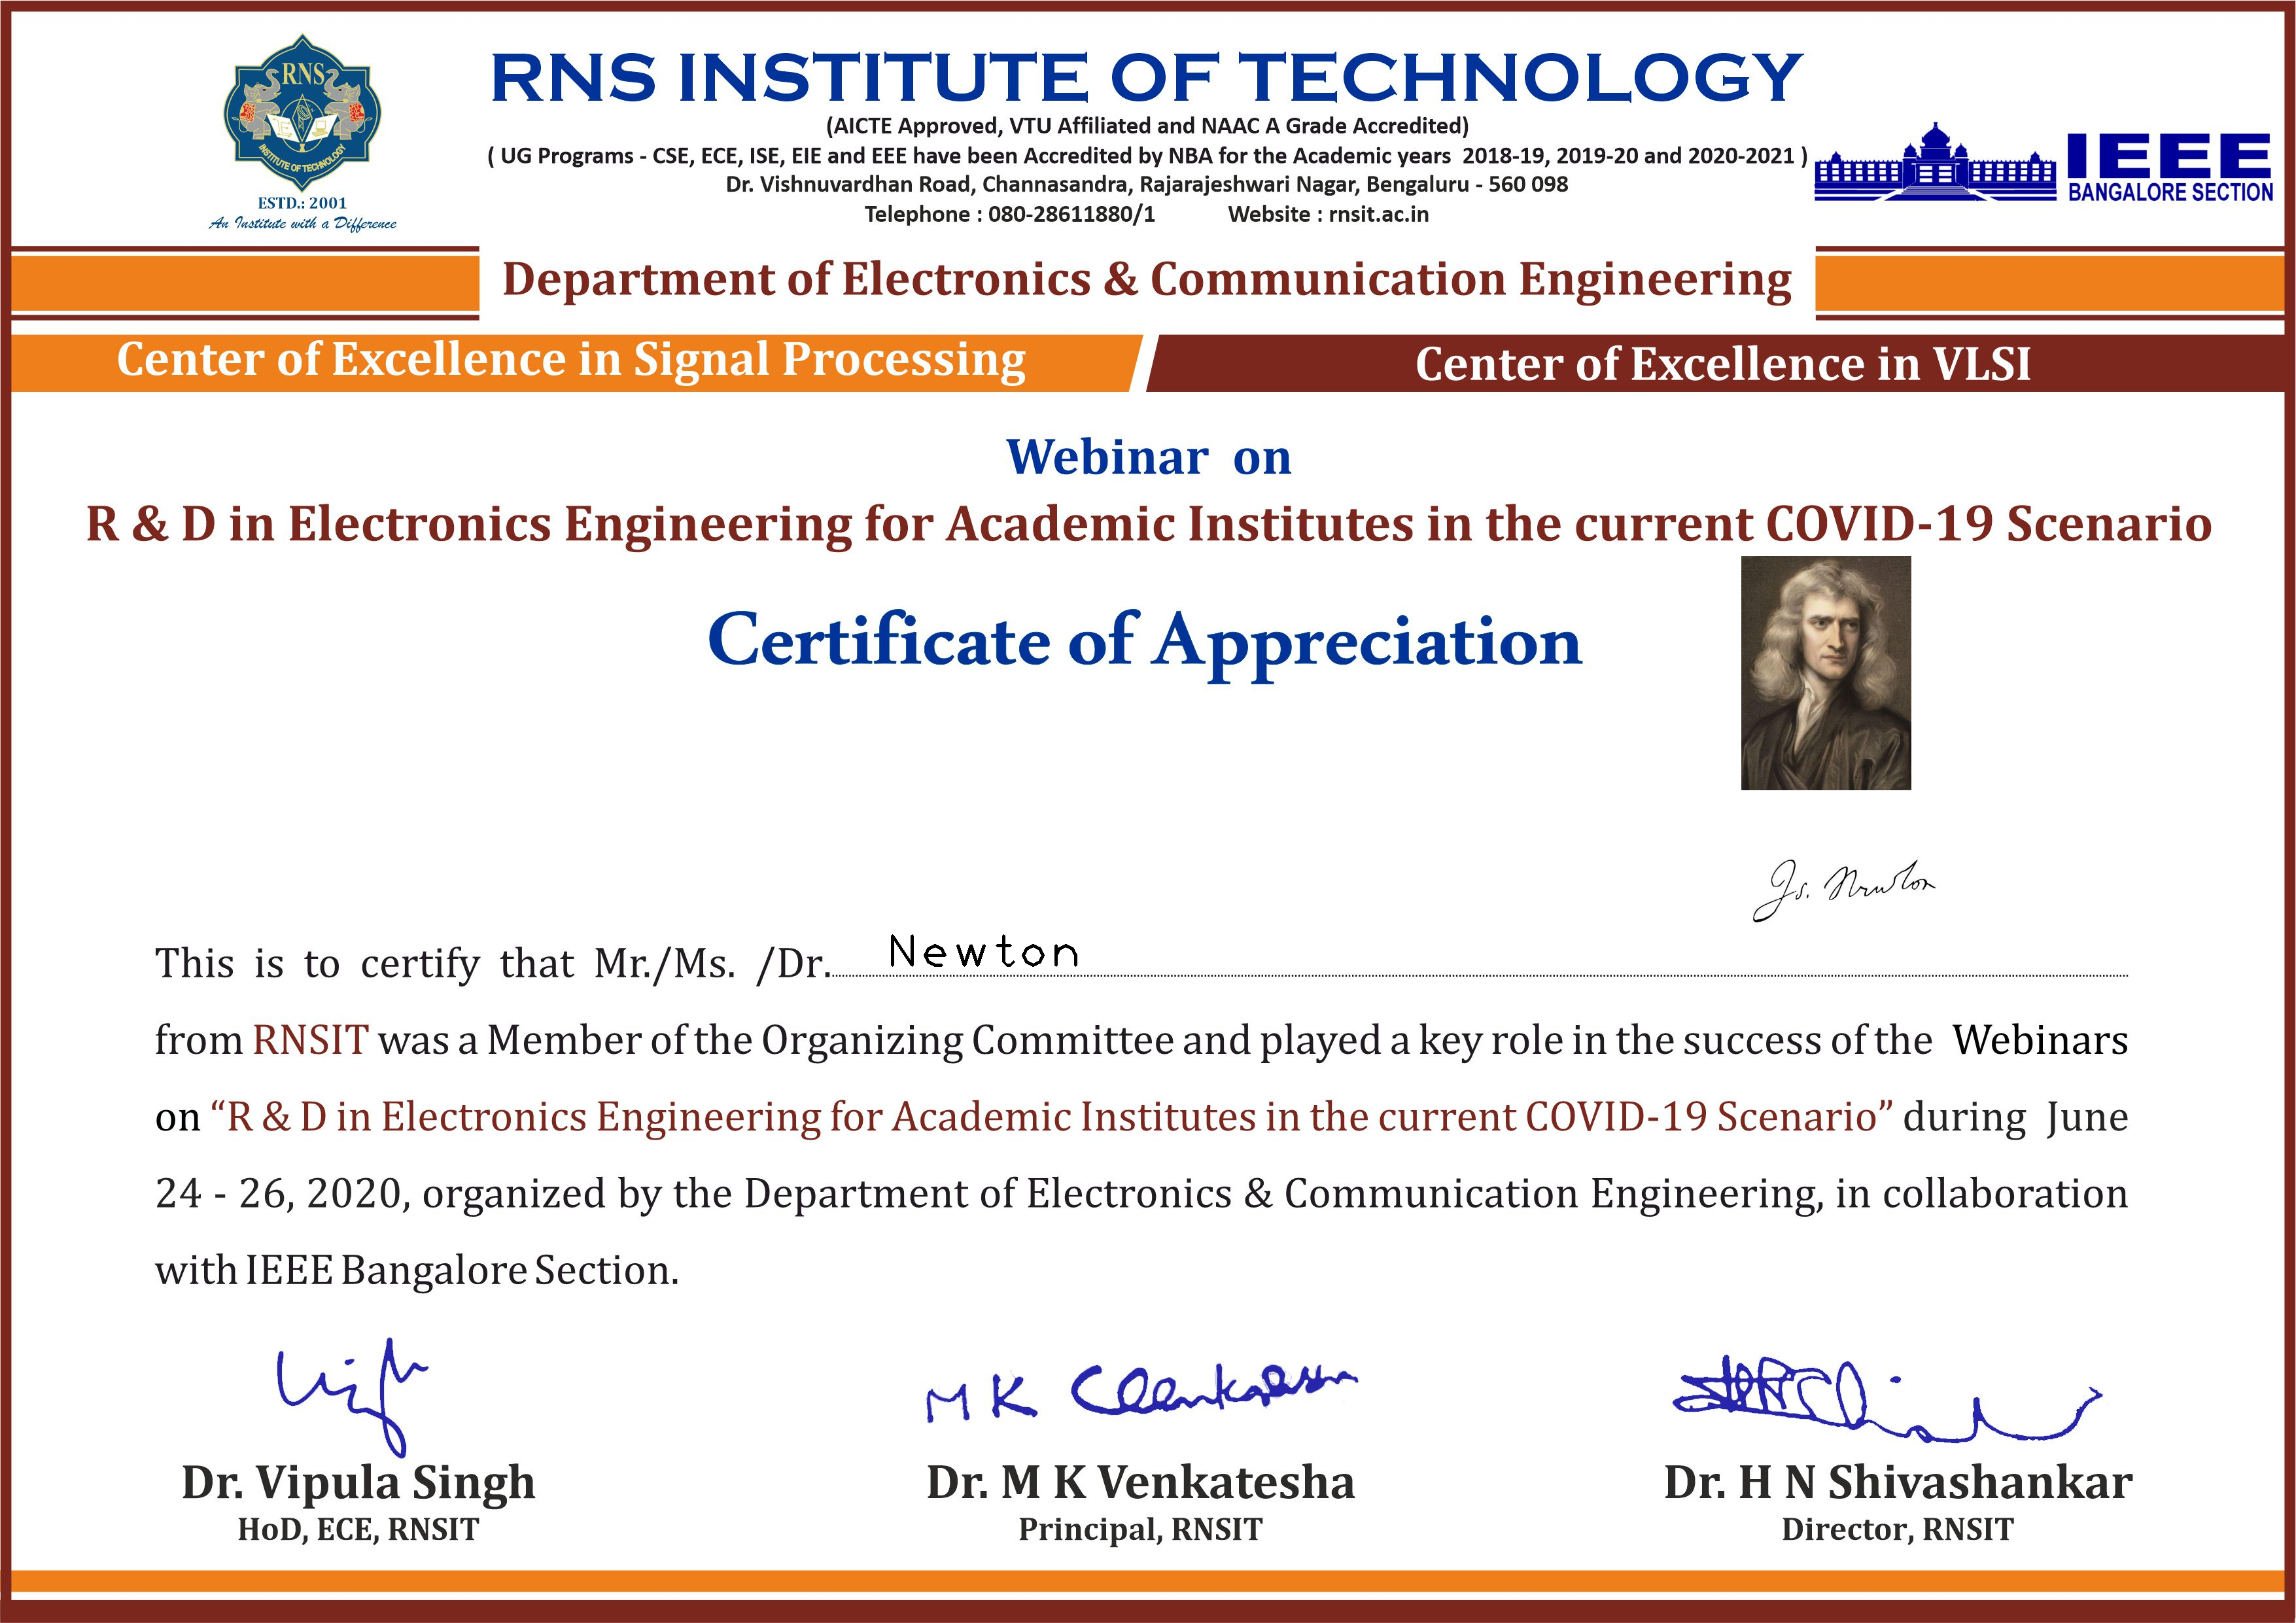 RNS
INSTITUTE OF TECHNOLOGY
ESTD.: 2001
An Institute with a Difference
RNS INSTITUTE OF TECHNOLOGY
(AICTE Approved, VTU Affiliated and NAAC A Grade Accredited)
( UG Programs - CSE, ECE, ISE, EIE and EEE have been Accredited by NBA for the Academic years 2018-19, 2019-20 and 2020-2021 )
Dr. Vishnuvardhan Road, Channasandra, Rajarajeshwari Nagar, Bengaluru - 560 098
Telephone : 080-28611880/1 Website : rnsit.ac.in
IEEE
BANGALORE SECTION
Department of Electronics & Communication Engineering
Center of Excellence in Signal Processing
Center of Excellence in VLSI
Webinar on
R & D in Electronics Engineering for Academic Institutes in the current COVID-19 Scenario
Certificate of Appreciation
Js. Newton
This is to certify that Mr./Ms. /Dr. Newton
from RNSIT was a Member of the Organizing Committee and played a key role in the success of the Webinars
on “R & D in Electronics Engineering for Academic Institutes in the current COVID-19 Scenario” during June
24 - 26, 2020, organized by the Department of Electronics & Communication Engineering, in collaboration
with IEEE Bangalore Section.
M K Venkatesha
Dr. Vipula Singh
HoD, ECE, RNSIT
Dr. M K Venkatesha
Principal, RNSIT
Dr. H N Shivashankar
Director, RNSIT